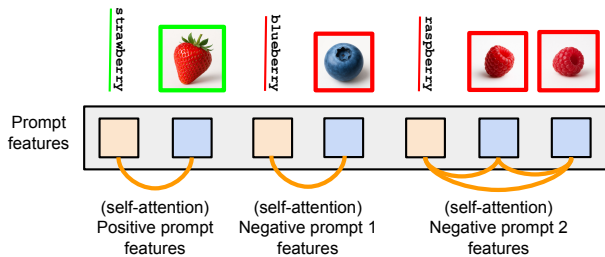 strawberry
blueberry
raspberry
Prompt
features
(self-attention)
Positive prompt
features
(self-attention)
Negative prompt 1
features
(self-attention)
Negative prompt 2
features